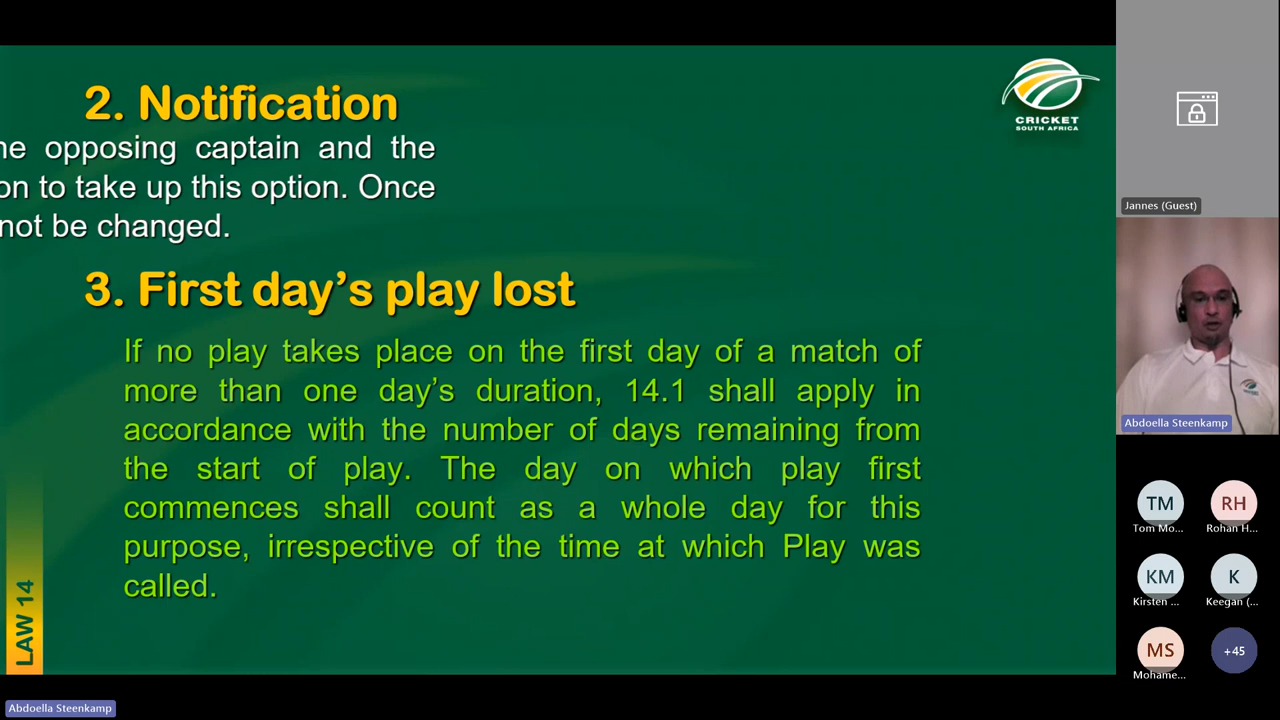 2. Notification
he opposing captain and the
on to take up this option. Once
not be changed.
3. First day’s play lost
If no play takes place on the first day of a match of
more than one day’s duration, 14.1 shall apply in
accordance with the number of days remaining from
the start of play. The day on which play first
commences shall count as a whole day for this
purpose, irrespective of the time at which Play was
called.
LAW 14
CRICKET
SOUTH AFRICA
Abdoella Steenkamp
Jannes (Guest)
Abdoella Steenkamp
TM
Tom Mo...
RH
Rohan H...
KM
Kirsten ...
K
Keegan (...
MS
Mohame...
+45